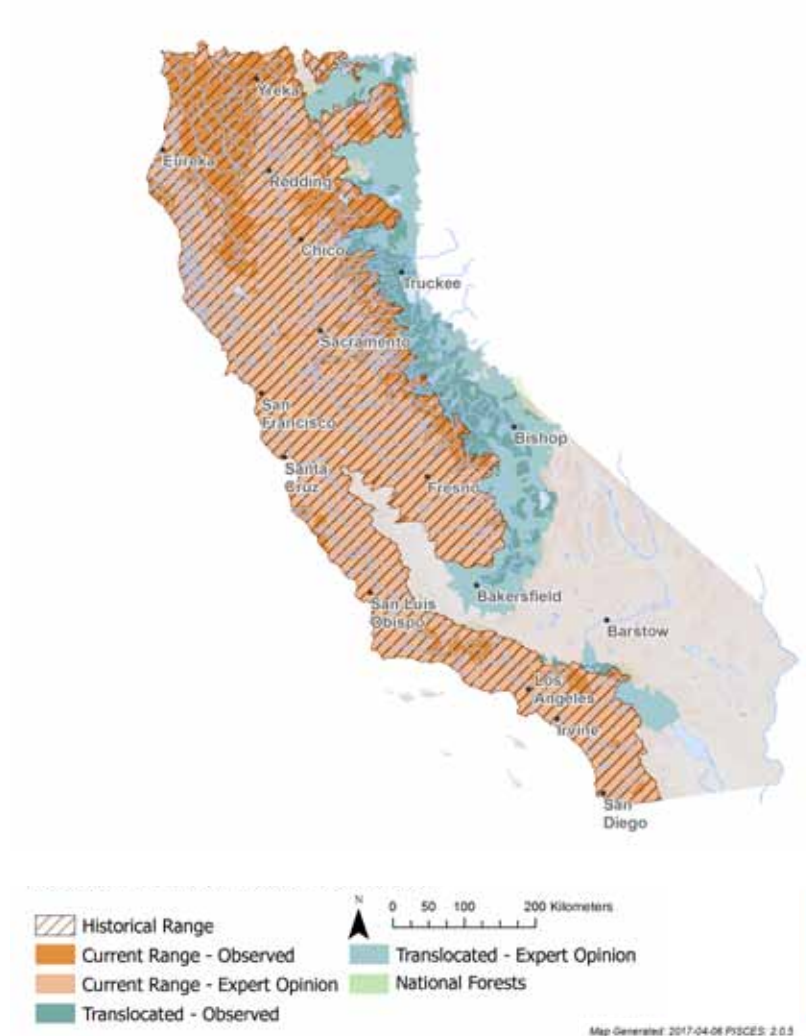 Yreka
Eureka
Redding
Chico
Truckee
Sacramento
San
Francisco
Bishop
Santa
Cruz
Fresno
Bakersfield
San Luis
Obispo
Barstow
Los
Angeles
Irvine
San
Diego
N
0 50 100 200 Kilometers
Historical Range
Current Range - Observed
Current Range - Expert Opinion
Translocated - Observed
Translocated - Expert Opinion
National Forests
Map Generated: 2017-04-06 PISCES: 2.0.5